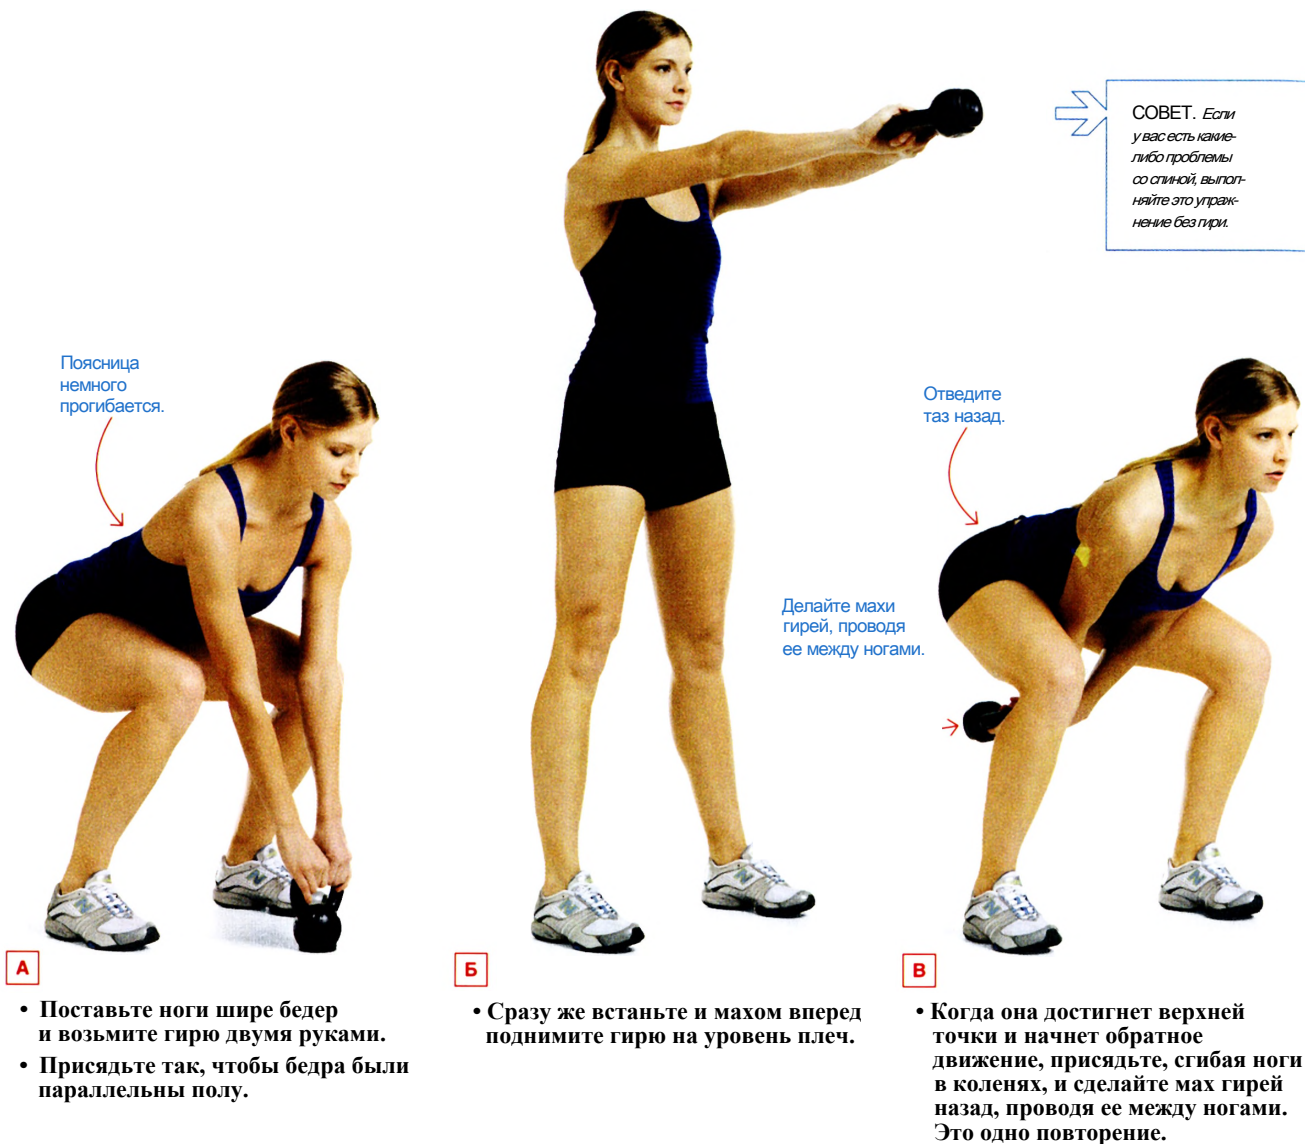 СОВЕТ. Если
у вас есть какие-
либо проблемы
со спиной, выпол-
няйте это упраж-
нение без гири.
Поясница
немного
прогибается.
Отведите
таз назад.
Делайте махи
гирей, проводя
ее между ногами.
А
• Поставьте ноги шире бедер
и возьмите гирю двумя руками.
• Присядьте так, чтобы бедра были
параллельны полу.
Б
• Сразу же встаньте и махом вперед
поднимите гирю на уровень плеч.
В
• Когда она достигнет верхней
точки и начнет обратное
движение, присядьте, сгибая ноги
в коленях, и сделайте мах гирей
назад, проводя ее между ногами.
Это одно повторение.